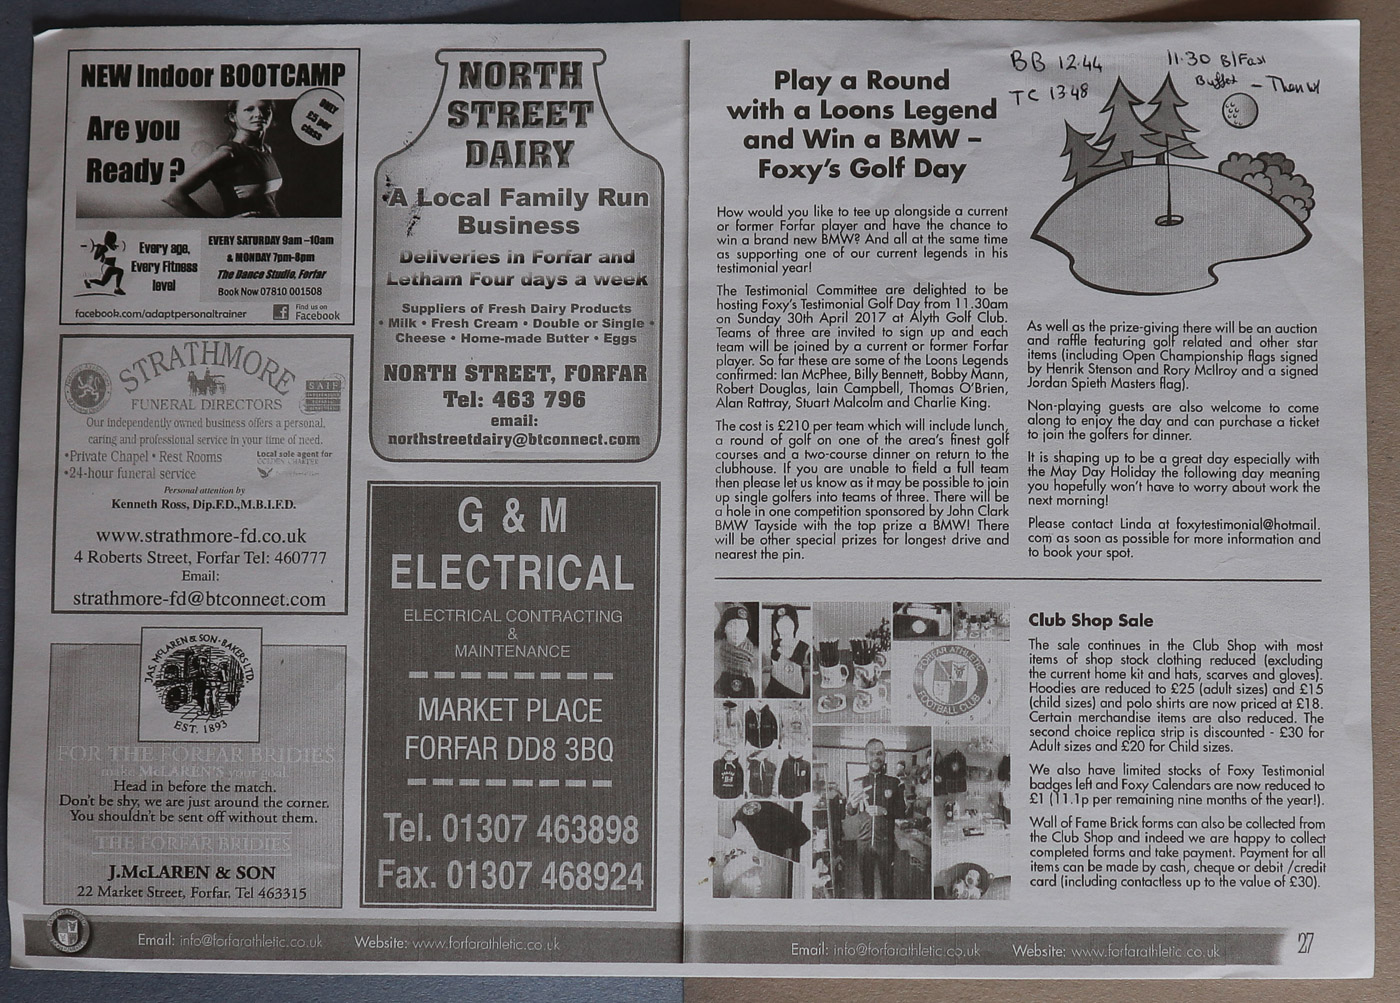 NEW Indoor BOOTCAMP
Are you
Ready ?
ONLY
£5 per
class
Every age,
Every Fitness
level
EVERY SATURDAY 9am –10am
& MONDAY 7pm-8pm
The Dance Studio, Forfar
Book Now 07810 001508
facebook.com/adaptpersonaltrainer
Find us on
Facebook
STRATHMORE
SAIF
FUNERAL DIRECTORS
Our independently owned business offers a personal,
caring and professional service in your time of need.
•Private Chapel • Rest Rooms
•24-hour funeral service
Local sole agent for
GOLDEN CHARTER
Personal attention by
Kenneth Ross, Dip.F.D.,M.B.I.F.D.
www.strathmore-fd.co.uk
4 Roberts Street, Forfar Tel: 460777
Email:
strathmore-fd@btconnect.com
JAS. McLAREN & SON - BAKERS LTD.
EST. 1893
FOR THE FORFAR BRIDIES
make McLAREN'S your goal.
Head in before the match.
Don't be shy, we are just around the corner.
You shouldn't be sent off without them.
THE FORFAR BRIDIES
J.McLAREN & SON
22 Market Street, Forfar, Tel 463315
NORTH
STREET
DAIRY
A Local Family Run
Business
Deliveries in Forfar and
Letham Four days a week
Suppliers of Fresh Dairy Products
• Milk • Fresh Cream • Double or Single •
Cheese • Home-made Butter • Eggs
NORTH STREET, FORFAR
Tel: 463 796
email:
northstreetdairy@btconnect.com
G & M
ELECTRICAL
ELECTRICAL CONTRACTING
&
MAINTENANCE
MARKET PLACE
FORFAR DD8 3BQ
Tel. 01307 463898
Fax. 01307 468924
Email: info@forfarathletic.co.uk Website: www.forfarathletic.co.uk
Play a Round
with a Loons Legend
and Win a BMW –
Foxy's Golf Day
BB 12.44
TC 1348
11.30 B/Fast
Buffet
How would you like to tee up alongside a current
or former Forfar player and have the chance to
win a brand new BMW? And all at the same time
as supporting one of our current legends in his
testimonial year!
The Testimonial Committee are delighted to be
hosting Foxy's Testimonial Golf Day from 11.30am
on Sunday 30th April 2017 at Alyth Golf Club.
Teams of three are invited to sign up and each
team will be joined by a current or former Forfar
player. So far these are some of the Loons Legends
confirmed: Ian McPhee, Billy Bennett, Bobby Mann,
Robert Douglas, Iain Campbell, Thomas O'Brien,
Alan Rattray, Stuart Malcolm and Charlie King.
The cost is £210 per team which will include lunch,
a round of golf on one of the area's finest golf
courses and a two-course dinner on return to the
clubhouse. If you are unable to field a full team
then please let us know as it may be possible to join
up single golfers into teams of three. There will be
a hole in one competition sponsored by John Clark
BMW Tayside with the top prize a BMW! There
will be other special prizes for longest drive and
nearest the pin.
As well as the prize-giving there will be an auction
and raffle featuring golf related and other star
items (including Open Championship flags signed
by Henrik Stenson and Rory McIlroy and a signed
Jordan Spieth Masters flag).
Non-playing guests are also welcome to come
along to enjoy the day and can purchase a ticket
to join the golfers for dinner.
It is shaping up to be a great day especially with
the May Day Holiday the following day meaning
you hopefully won't have to worry about work the
next morning!
Please contact Linda at foxytestimonial@hotmail.
com as soon as possible for more information and
to book your spot.
FORFAR ATHLETIC
FOOTBALL CLUB
Club Shop Sale
The sale continues in the Club Shop with most
items of shop stock clothing reduced (excluding
the current home kit and hats, scarves and gloves).
Hoodies are reduced to £25 (adult sizes) and £15
(child sizes) and polo shirts are now priced at £18.
Certain merchandise items are also reduced. The
second choice replica strip is discounted - £30 for
Adult sizes and £20 for Child sizes.
We also have limited stocks of Foxy Testimonial
badges left and Foxy Calendars are now reduced to
£1 (11.1p per remaining nine months of the year!).
Wall of Fame Brick forms can also be collected from
the Club Shop and indeed we are happy to collect
completed forms and take payment. Payment for all
items can be made by cash, cheque or debit /credit
card (including contactless up to the value of £30).
Email: info@forfarathletic.co.uk Website: www.forfarathletic.co.uk
27